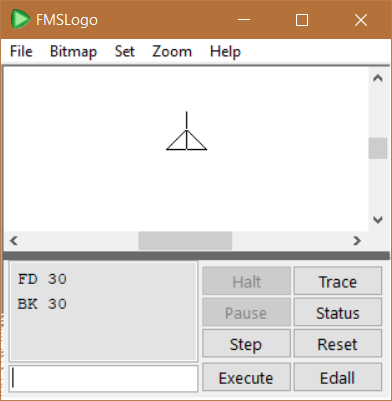 FMSLogo
File Bitmap Set Zoom Help
FD 30
BK 30
Halt Trace
Pause Status
Step Reset
Execute Edall